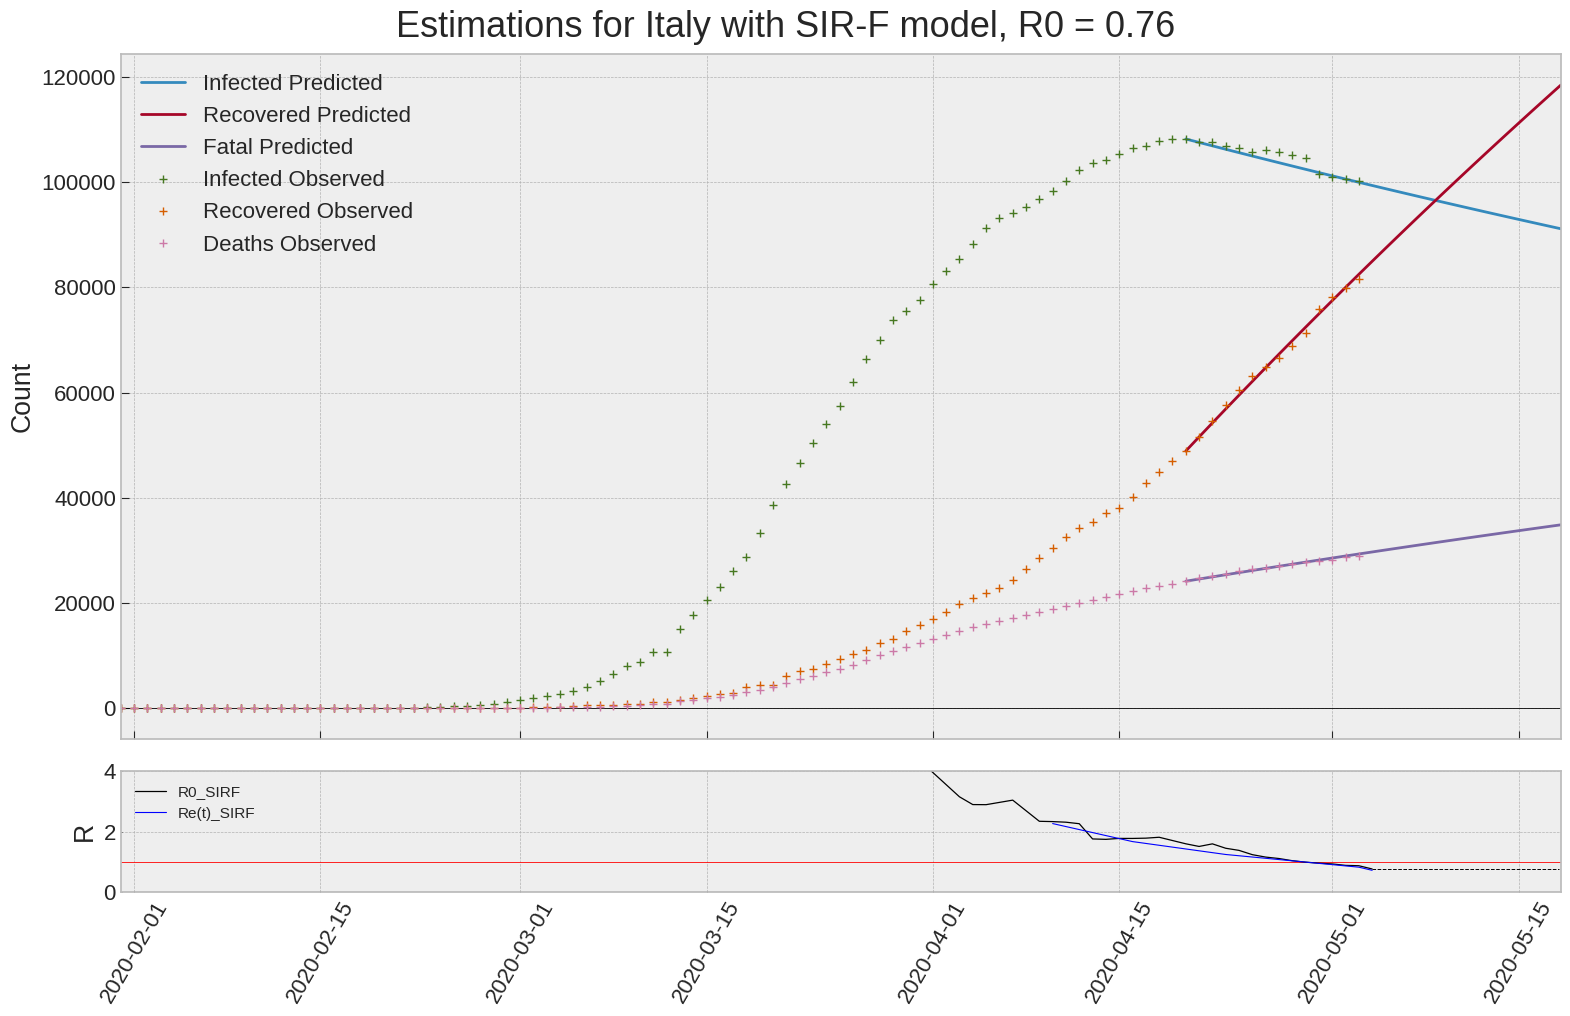 Estimations for Italy with SIR-F model, R0 = 0.76
120000
100000
80000
60000
40000
20000
0
Count
Infected Predicted
Recovered Predicted
Fatal Predicted
Infected Observed
Recovered Observed
Deaths Observed
4
2
0
R
R0_SIRF
Re(t)_SIRF
2020-02-01
2020-02-15
2020-03-01
2020-03-15
2020-04-01
2020-04-15
2020-05-01
2020-05-15